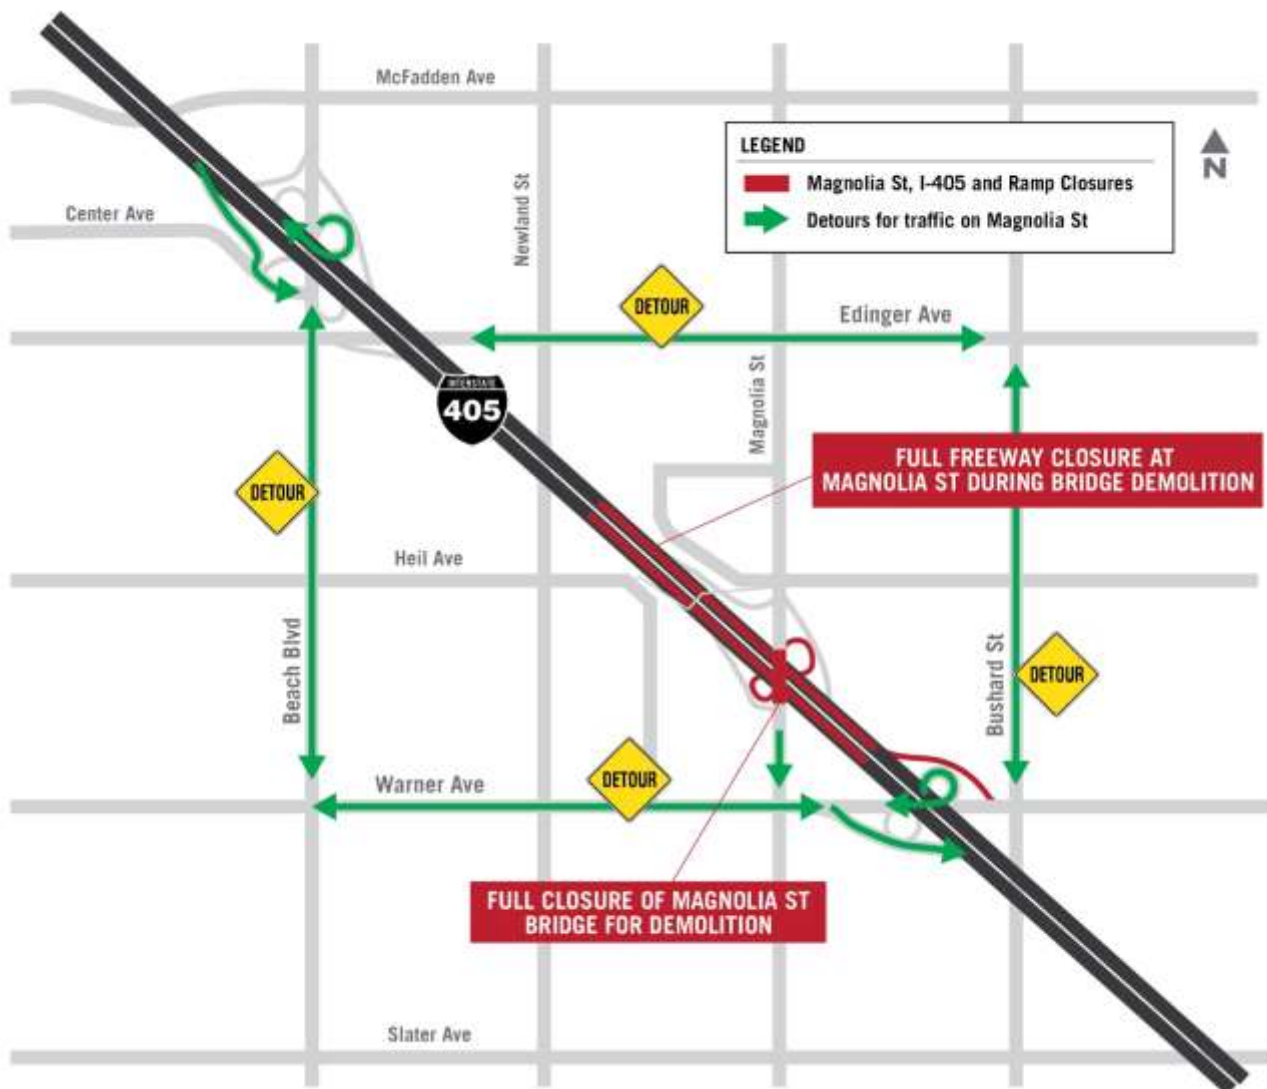 McFadden Ave
LEGEND
Magnolia St, I-405 and Ramp Closures
Detours for traffic on Magnolia St
N
Center Ave
Newland St
DETOUR
Edinger Ave
INTERSTATE
405
Magnolia St
FULL FREEWAY CLOSURE AT
MAGNOLIA ST DURING BRIDGE DEMOLITION
DETOUR
Heil Ave
Beach Blvd
Bushard St
DETOUR
DETOUR
Warner Ave
FULL CLOSURE OF MAGNOLIA ST
BRIDGE FOR DEMOLITION
Slater Ave